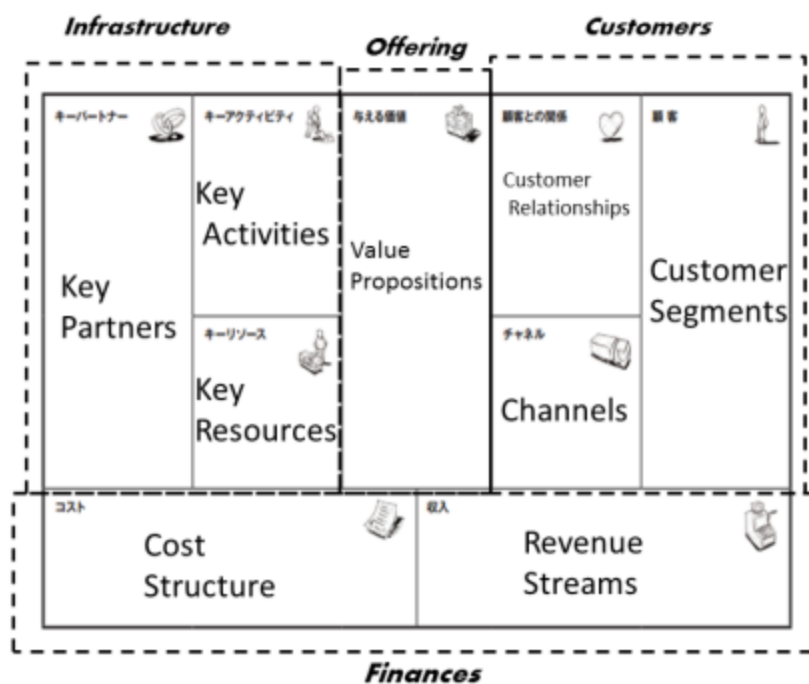 Infrastructure
Offering
Customers
キーパートナー
Key
Partners
キーアクティビティ
Key
Activities
キーリソース
Key
Resources
与える価値
Value
Propositions
顧客との関係
Customer
Relationships
チャネル
Channels
顧客
Customer
Segments
コスト
Cost
Structure
収入
Revenue
Streams
Finances